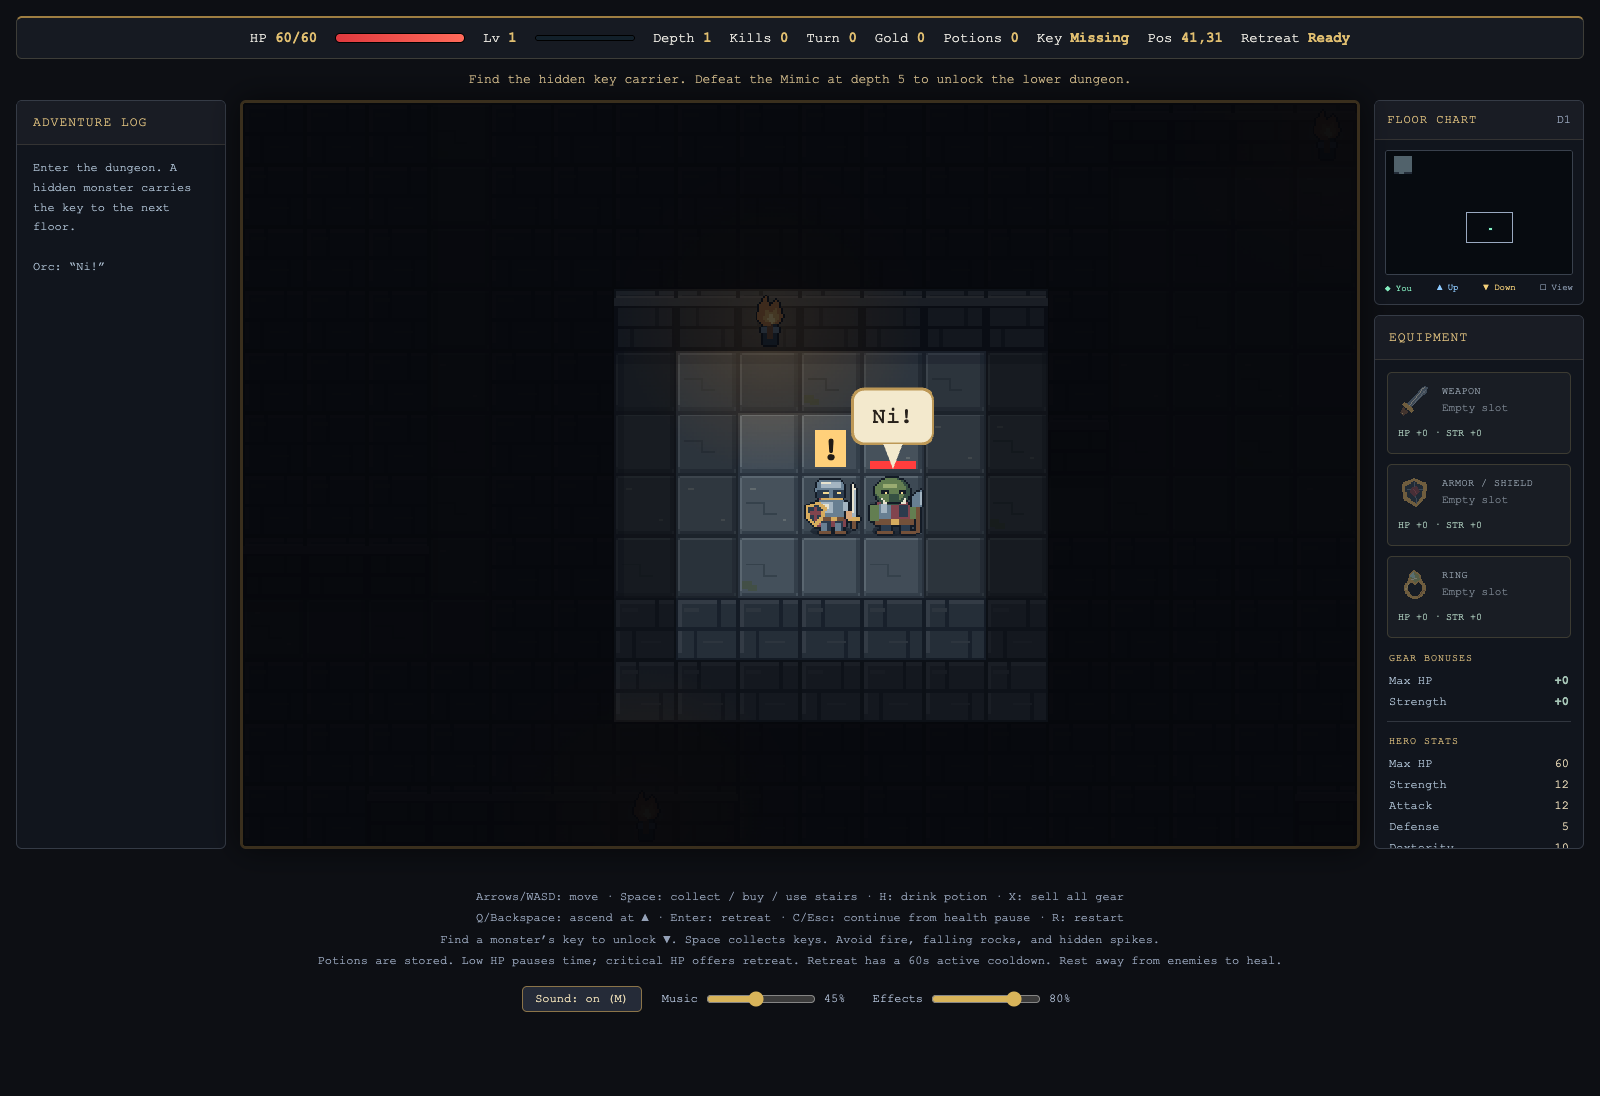 HP 60/60 Lv 1 Depth 1 Kills 0 Turn 0 Gold 0 Potions 0 Key Missing Pos 41,31 Retreat Ready
Find the hidden key carrier. Defeat the Mimic at depth 5 to unlock the lower dungeon.
ADVENTURE LOG
Enter the dungeon. A
hidden monster carries
the key to the next
floor.
Orc: “Ni!”
Ni!
!
FLOOR CHART D1
◆ You ▲ Up ▼ Down □ View
EQUIPMENT
WEAPON
Empty slot
HP +0 · STR +0
ARMOR / SHIELD
Empty slot
HP +0 · STR +0
RING
Empty slot
HP +0 · STR +0
GEAR BONUSES
Max HP +0
Strength +0
HERO STATS
Max HP 60
Strength 12
Attack 12
Defense 5
Dexterity 10
Arrows/WASD: move · Space: collect / buy / use stairs · H: drink potion · X: sell all gear
Q/Backspace: ascend at ▲ · Enter: retreat · C/Esc: continue from health pause · R: restart
Find a monster’s key to unlock ▼. Space collects keys. Avoid fire, falling rocks, and hidden spikes.
Potions are stored. Low HP pauses time; critical HP offers retreat. Retreat has a 60s active cooldown. Rest away from enemies to heal.
Sound: on (M) Music 45% Effects 80%